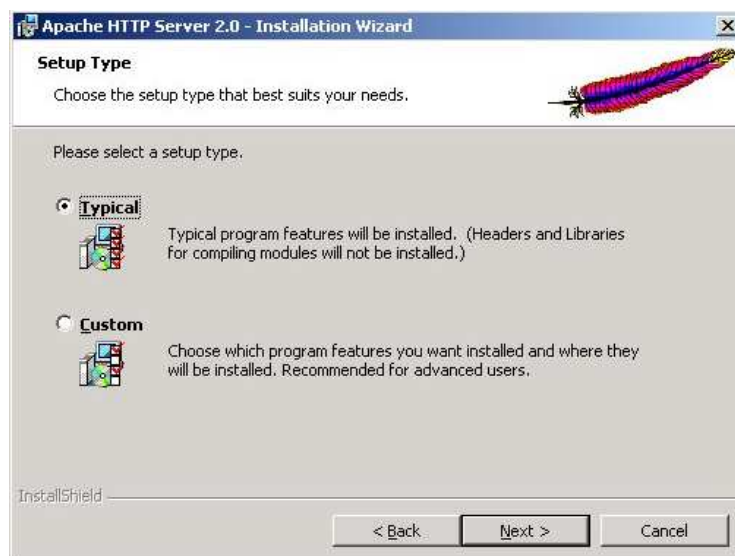 Apache HTTP Server 2.0 - Installation Wizard
Setup Type
Choose the setup type that best suits your needs.
Please select a setup type.
Typical
Typical program features will be installed. (Headers and Libraries
for compiling modules will not be installed.)
Custom
Choose which program features you want installed and where they
will be installed. Recommended for advanced users.
InstallShield
< Back
Next >
Cancel